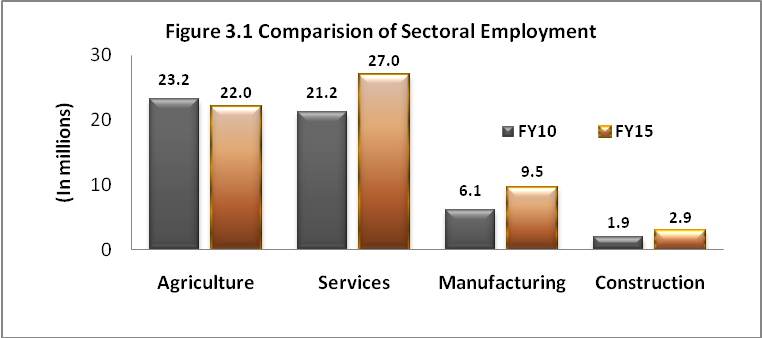 Figure 3.1 Comparision of Sectoral Employment
(In millions)
30
20
10
0
23.2
22.0
21.2
27.0
6.1
9.5
1.9
2.9
FY10
FY15
Agriculture
Services
Manufacturing
Construction